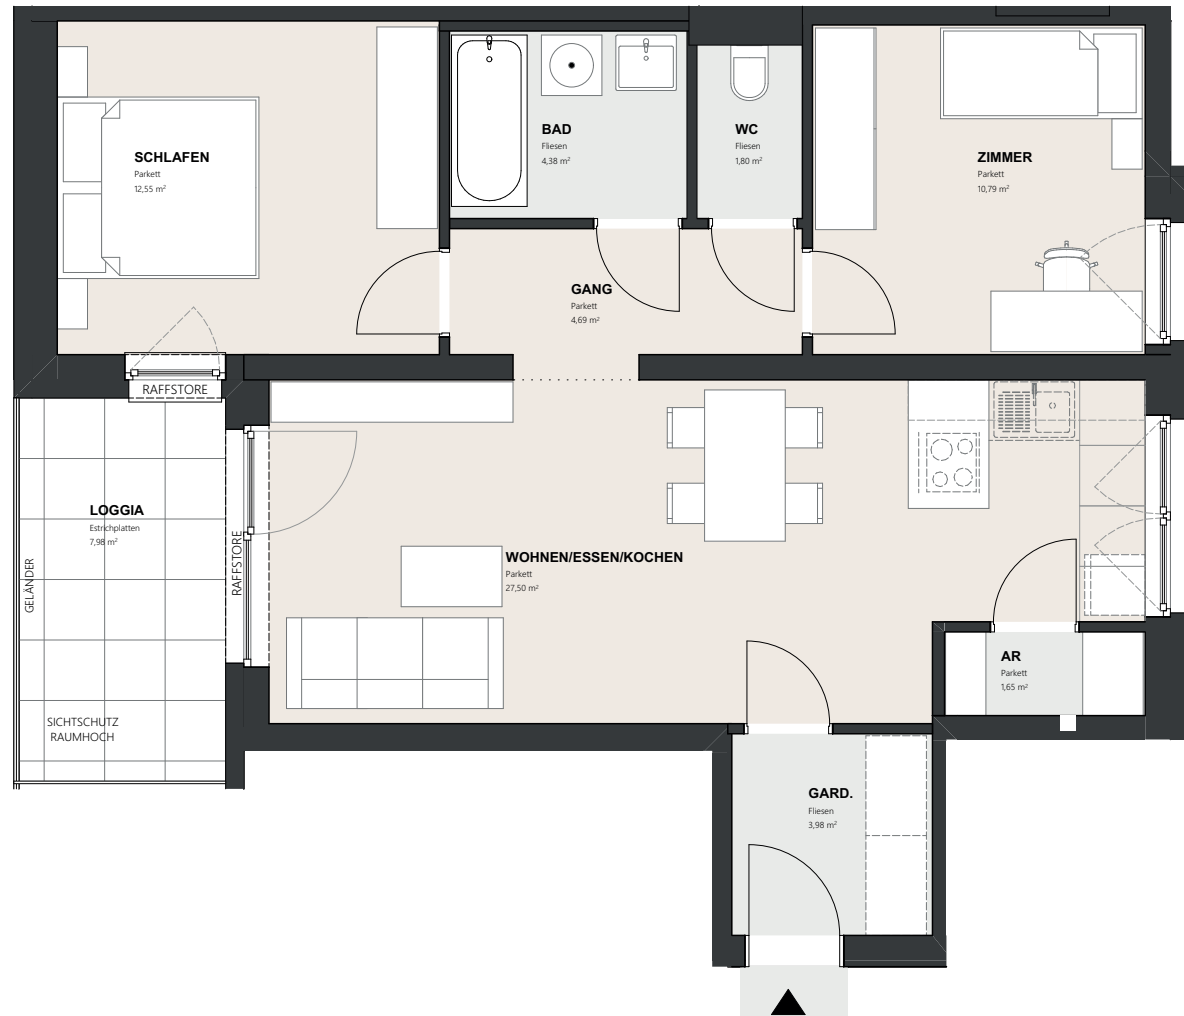 BAD
Fliesen
4,38 m²
WC
Fliesen
1,80 m²
SCHLAFEN
Parkett
12,55 m²
ZIMMER
Parkett
10,79 m²
GANG
Parkett
4,69 m²
RAFFSTORE
LOGGIA
Estrichplatten
7,98 m²
GELÄNDER
RAFFSTORE
WOHNEN/ESSEN/KOCHEN
Parkett
27,50 m²
AR
Parkett
1,65 m²
SICHTSCHUTZ
RAUMHOCH
GARD.
Fliesen
3,98 m²